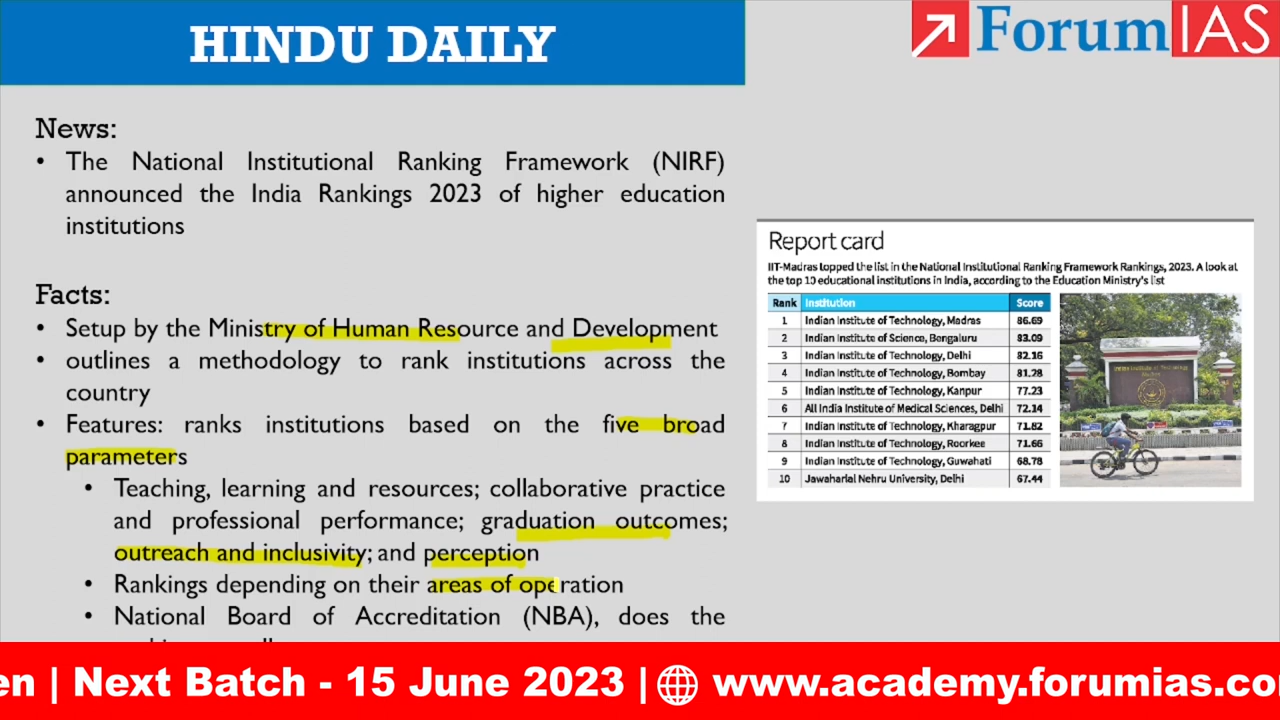 HINDU DAILY
Forum IAS
News:
• The National Institutional Ranking Framework (NIRF)
announced the India Rankings 2023 of higher education
institutions
Facts:
• Setup by the Ministry of Human Resource and Development
• outlines a methodology to rank institutions across the
country
• Features: ranks institutions based on the five broad
parameters
• Teaching, learning and resources; collaborative practice
and professional performance; graduation outcomes;
outreach and inclusivity; and perception
• Rankings depending on their areas of operation
• National Board of Accreditation (NBA), does the
Report card
IIT-Madras topped the list in the National Institutional Ranking Framework Rankings, 2023. A look at
the top 10 educational institutions in India, according to the Education Ministry's list
Rank Institution Score
1 Indian Institute of Technology, Madras 86.69
2 Indian Institute of Science, Bengaluru 83.09
3 Indian Institute of Technology, Delhi 82.16
4 Indian Institute of Technology, Bombay 81.28
5 Indian Institute of Technology, Kanpur 77.23
6 All India Institute of Medical Sciences, Delhi 72.14
7 Indian Institute of Technology, Kharagpur 71.82
8 Indian Institute of Technology, Roorkee 71.66
9 Indian Institute of Technology, Guwahati 68.78
10 Jawaharlal Nehru University, Delhi 67.44
en | Next Batch - 15 June 2023 | www.academy.forumias.co